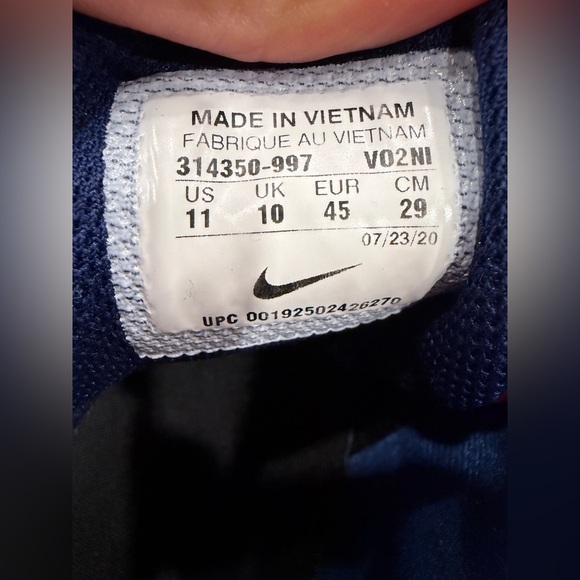 MADE IN VIETNAM
FABRIQUE AU VIETNAM
314350-997 V02NI
US UK EUR CM
11 10 45 29
07/23/20
UPC 00192502426270